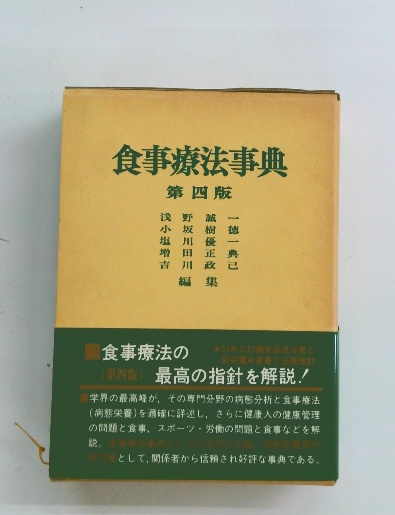 食事療法事典
第四版
浅野誠一
小坂樹徳
塩川優一
増田正典
吉川政己
編集
■食事療法の
(第四版) 最高の指針を解説!
■学界の最高峰が、その専門分野の病態分析と食事療法
(病態栄養)を適確に詳述し、さらに健康人の健康管理
の問題と食事、スポーツ・労働の問題と食事などを解
説。
として、関係者から信頼され好評な事典である。